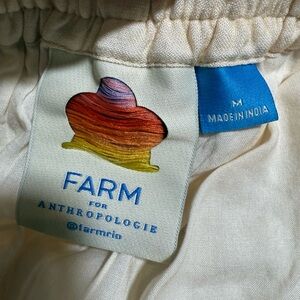 FARM
FOR
ANTHROPOLOGIE
@farmrio
M
MADE IN INDIA